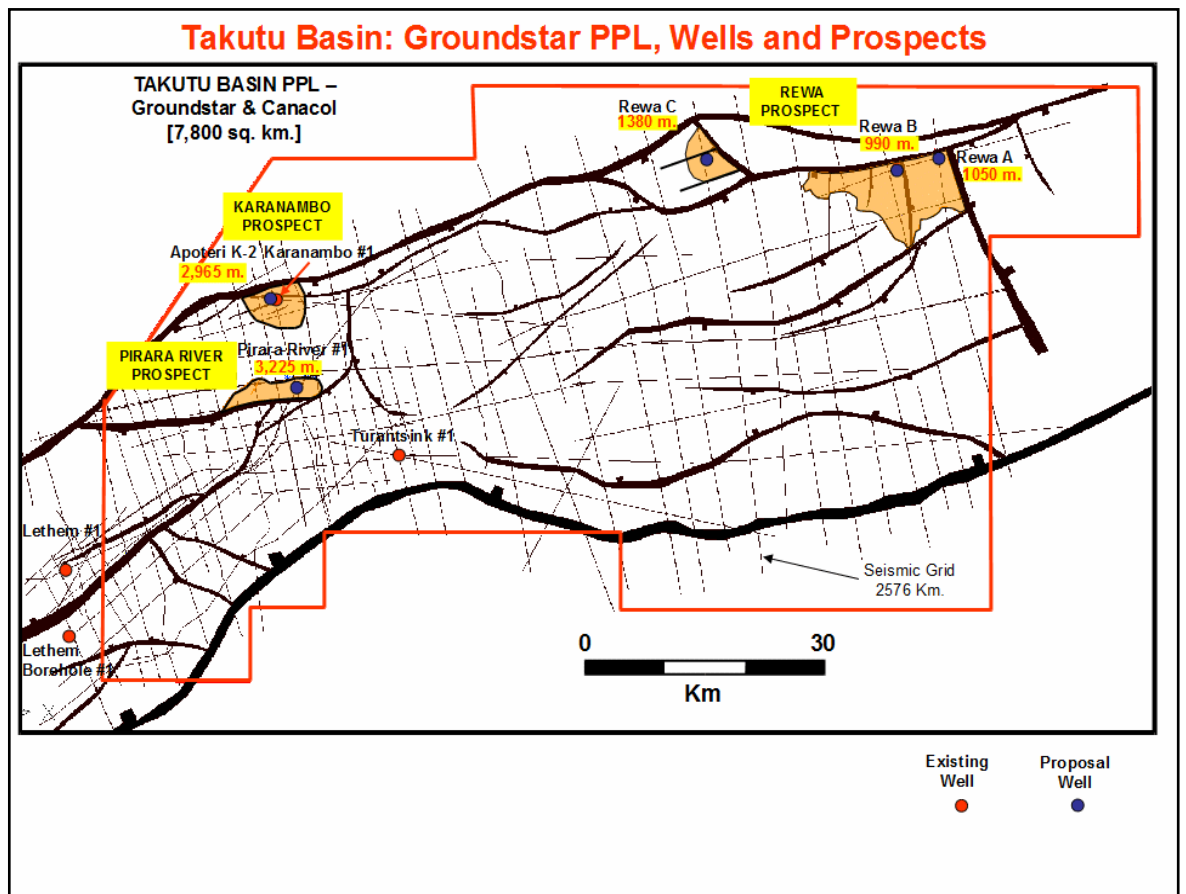 Takutu Basin: Groundstar PPL, Wells and Prospects
TAKUTU BASIN PPL –
Groundstar & Canacol
[7,800 sq. km.]
REWA
PROSPECT
Rewa C
1380 m.
Rewa B
990 m.
Rewa A
1050 m.
KARANAMBO
PROSPECT
Apoteri K-2 Karanambo #1
2,965 m.
PIRARA RIVER
PROSPECT
Pirara River #1
3,225 m.
Turantsink #1
Lethem #1
Lethem
Borehole #1
Seismic Grid
2576 Km.
0 30
Km
Existing
Well
Proposal
Well